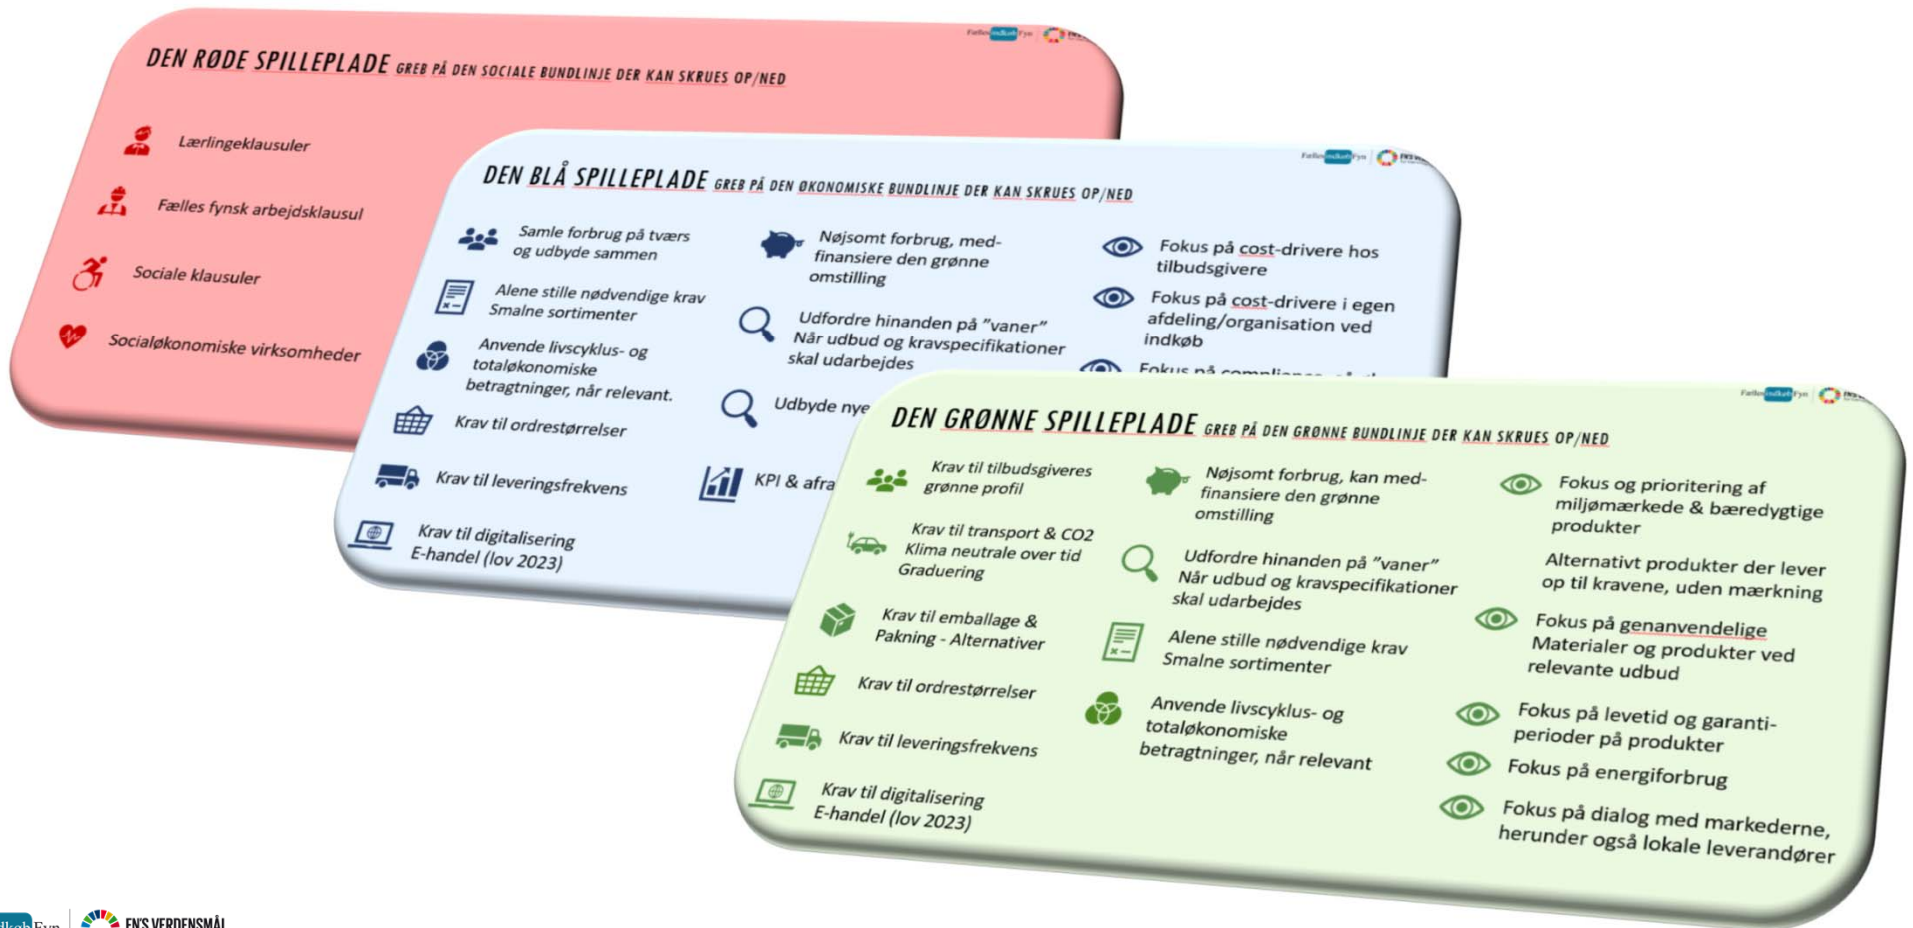 DEN RØDE SPILLEPLADE GREB PÅ DEN SOCIALE BUNDLINJE DER KAN SKRUES OP/NED
Lærlingeklausuler
Fælles fynsk arbejdsklausul
Sociale klausuler
Socialøkonomiske virksomheder
DEN BLÅ SPILLEPLADE GREB PÅ DEN ØKONOMISKE BUNDLINJE DER KAN SKRUES OP/NED
Samle forbrug på tværs
og udbyde sammen
Alene stille nødvendige krav
Smalne sortimenter
Anvende livscyklus- og
totaløkonomiske
betragtninger, når relevant.
Krav til ordrestørrelser
Krav til leveringsfrekvens
Krav til digitalisering
E-handel (lov 2023)
Nøjsomt forbrug, med-
finansiere den grønne
omstilling
Udfordre hinanden på ”vaner”
Når udbud og kravspecifikationer
skal udarbejdes
Udbyde nye
KPI &
Fokus på cost-drivere hos
tilbudsgivere
Fokus på cost-drivere i egen
afdeling/organisation ved
indkøb
Fokus på compliance
DEN GRØNNE SPILLEPLADE GREB PÅ DEN GRØNNE BUNDLINJE DER KAN SKRUES OP/NED
Krav til tilbudsgiveres
grønne profil
Krav til transport & CO2
Klima neutrale over tid
Graduering
Krav til emballage &
Pakning - Alternativer
Krav til ordrestørrelser
Krav til leveringsfrekvens
Krav til digitalisering
E-handel (lov 2023)
Nøjsomt forbrug, kan med-
finansiere den grønne
omstilling
Udfordre hinanden på ”vaner”
Når udbud og kravspecifikationer
skal udarbejdes
Alene stille nødvendige krav
Smalne sortimenter
Anvende livscyklus- og
totaløkonomiske
betragtninger, når relevant
Fokus og prioritering af
miljømærkede & bæredygtige
produkter
Alternativt produkter der lever
op til kravene, uden mærkning
Fokus på genanvendelige
Materialer og produkter ved
relevante udbud
Fokus på levetid og garanti-
perioder på produkter
Fokus på energiforbrug
Fokus på dialog med markederne,
herunder også lokale leverandører
Fyn
FN'S VERDENSMÅL